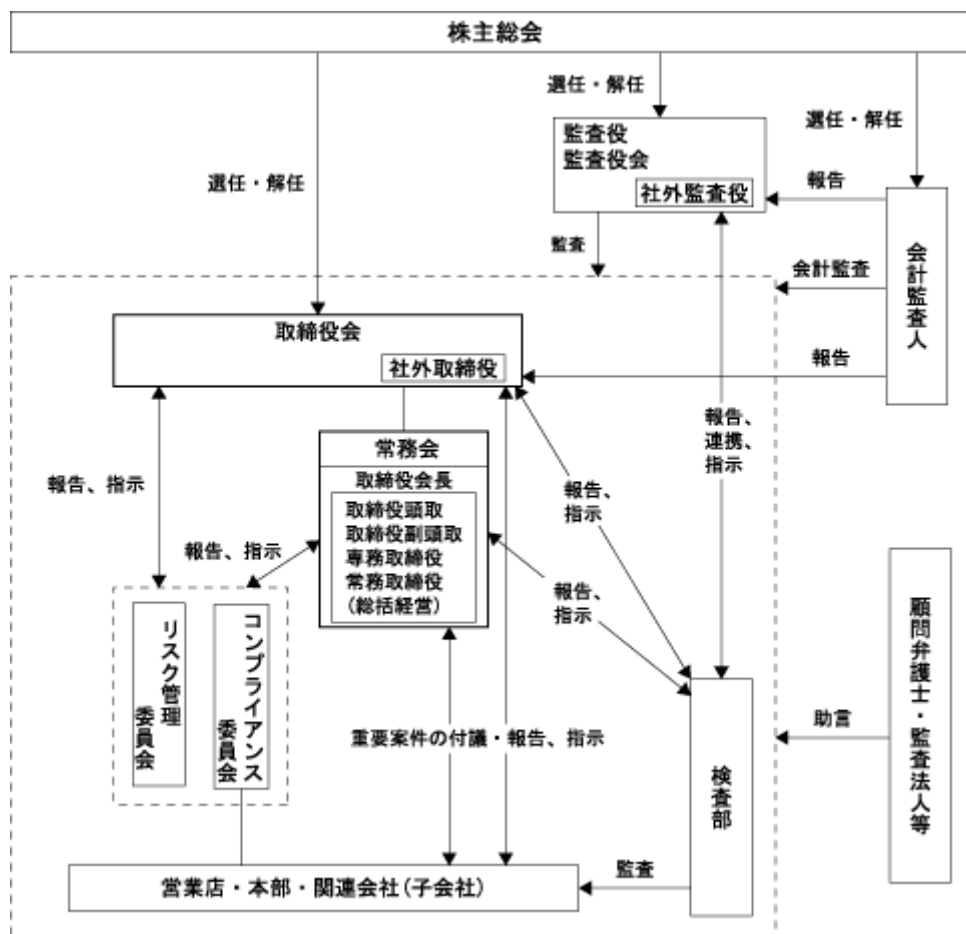 株主総会
選任・解任
選任・解任
選任・解任
監査役
監査役会
社外監査役
報告
監査
会計監査
会計監査人
取締役会
社外取締役
報告
常務会
取締役会長
取締役頭取
取締役副頭取
専務取締役
常務取締役
(総括経営)
報告、指示
報告、指示
報告、
指示
報告、
指示
報告、
連携、
指示
リスク管理
委員会
コンプライアンス
委員会
重要案件の付議・報告、指示
検査部
助言
顧問弁護士・監査法人等
営業店・本部・関連会社(子会社)
監査